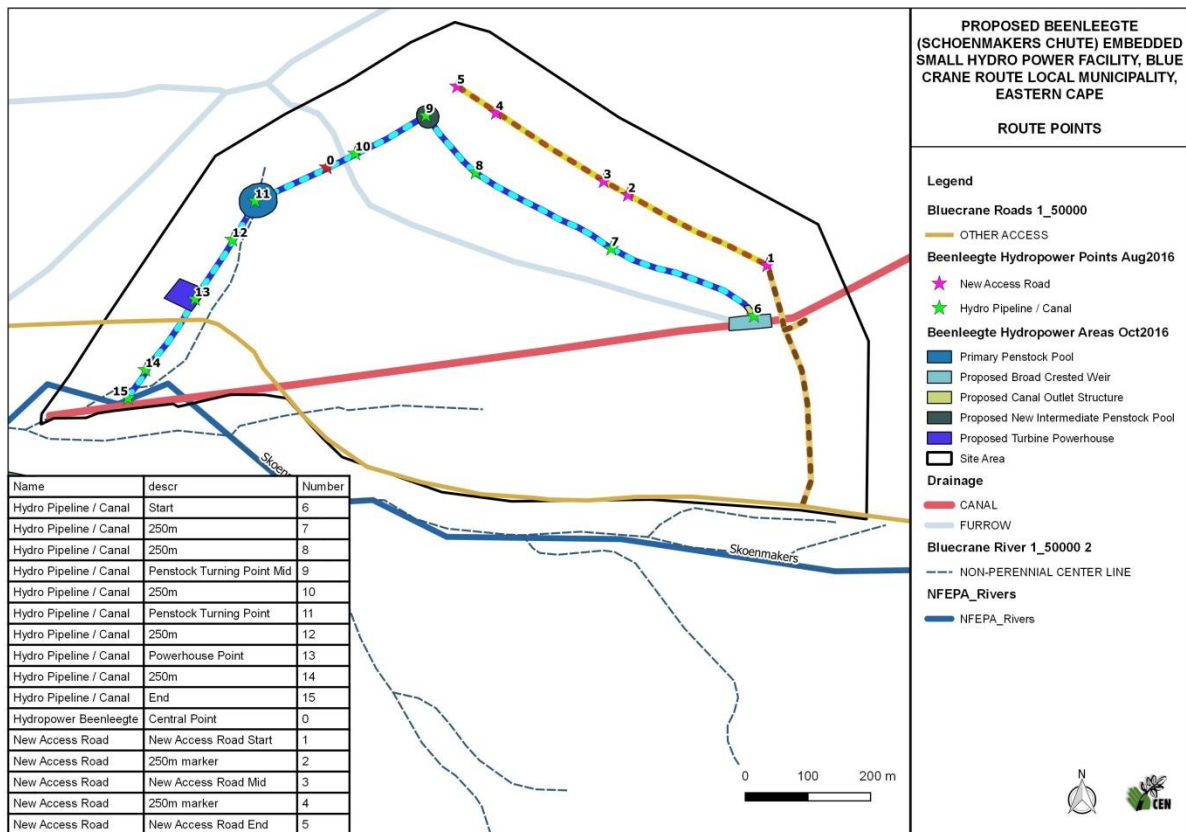 PROPOSED BEENLEEGTE
(SCHOENMAKERS CHUTE) EMBEDDED
SMALL HYDRO POWER FACILITY, BLUE
CRANE ROUTE LOCAL MUNICIPALITY,
EASTERN CAPE
ROUTE POINTS
Legend
Bluecrane Roads 1_50000
OTHER ACCESS
Beenleegte Hydropower Points Aug2016
New Access Road
Hydro Pipeline / Canal
Beenleegte Hydropower Areas Oct2016
Primary Penstock Pool
Proposed Broad Crested Weir
Proposed Canal Outlet Structure
Proposed New Intermediate Penstock Pool
Proposed Turbine Powerhouse
Site Area
Drainage
CANAL
FURROW
Bluecrane River 1_50000 2
NON-PERENNIAL CENTER LINE
NFEPA_Rivers
NFEPA_Rivers
N
CEN
5
4
9
10
0
8
3
2
11
12
7
1
13
6
14
15
Skoenmakers
Name descr Number
Hydro Pipeline / Canal Start 6
Hydro Pipeline / Canal 250m 7
Hydro Pipeline / Canal 250m 8
Hydro Pipeline / Canal Penstock Turning Point Mid 9
Hydro Pipeline / Canal 250m 10
Hydro Pipeline / Canal Penstock Turning Point 11
Hydro Pipeline / Canal 250m 12
Hydro Pipeline / Canal Powerhouse Point 13
Hydro Pipeline / Canal 250m 14
Hydro Pipeline / Canal End 15
Hydropower Beenleegte Central Point 0
New Access Road New Access Road Start 1
New Access Road 250m marker 2
New Access Road New Access Road Mid 3
New Access Road 250m marker 4
New Access Road New Access Road End 5
0 100 200 m